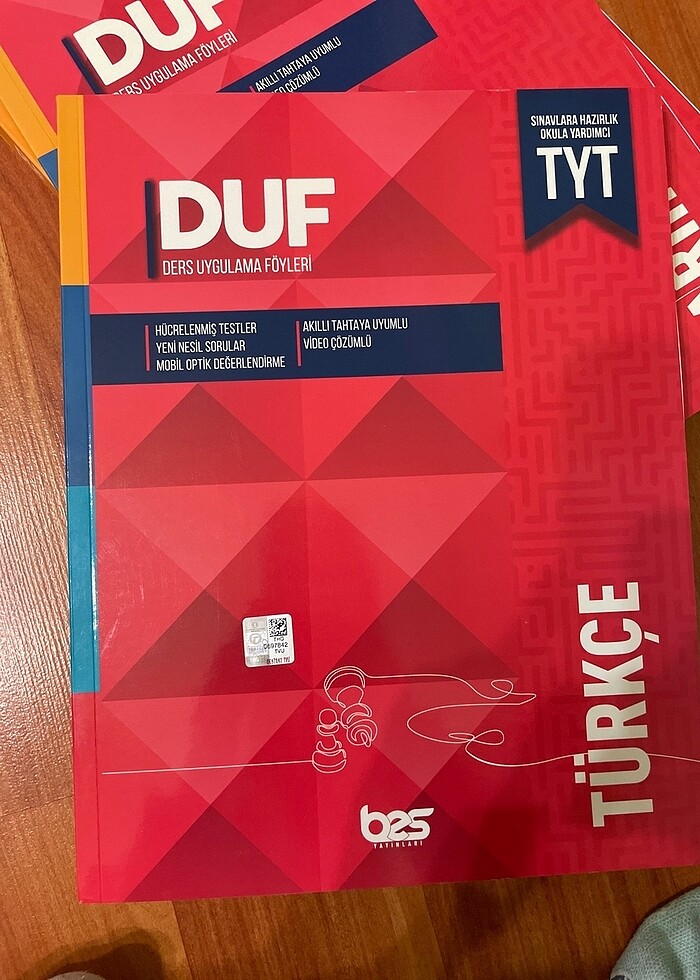 DUF
DERS UYGULAMA FÖYLERİ
AKILLI TAHTAYA UYUMLU
VİDEO ÇÖZÜMLÜ
SINAVLARA HAZIRLIK
OKULA YARDIMCI
TYT
DUF
DERS UYGULAMA FÖYLERİ
HÜCRELENMİŞ TESTLER
YENİ NESİL SORULAR
MOBİL OPTİK DEĞERLENDİRME
AKILLI TAHTAYA UYUMLU
VİDEO ÇÖZÜMLÜ
TÜRKÇE
bes
YAYINLARI